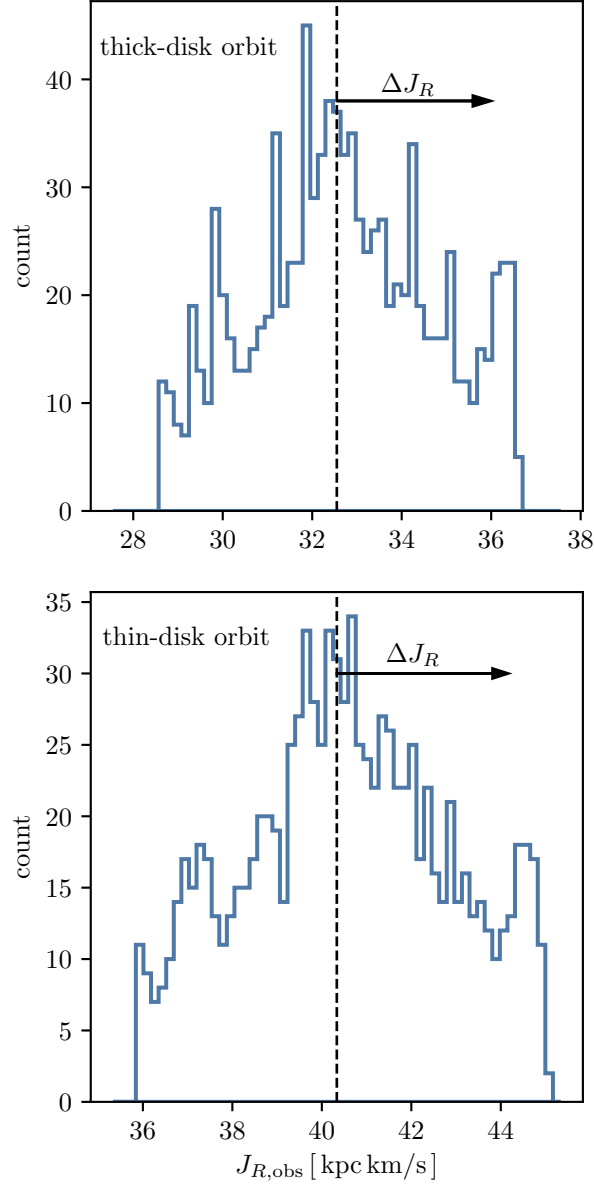 thick-disk orbit
ΔJ_R
count
0
10
20
30
40
28 30 32 34 36 38
thin-disk orbit
ΔJ_R
count
0
5
10
15
20
25
30
35
36 38 40 42 44
J_{R,obs} [kpc km/s]